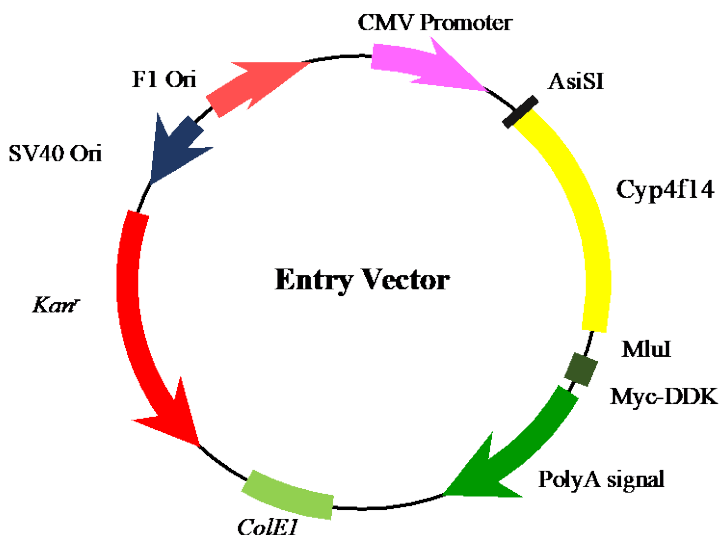 CMV Promoter
F1 Ori
AsiSI
SV40 Ori
Cyp4f14
Entry Vector
Kanʳ
MluI
Myc-DDK
PolyA signal
ColE1